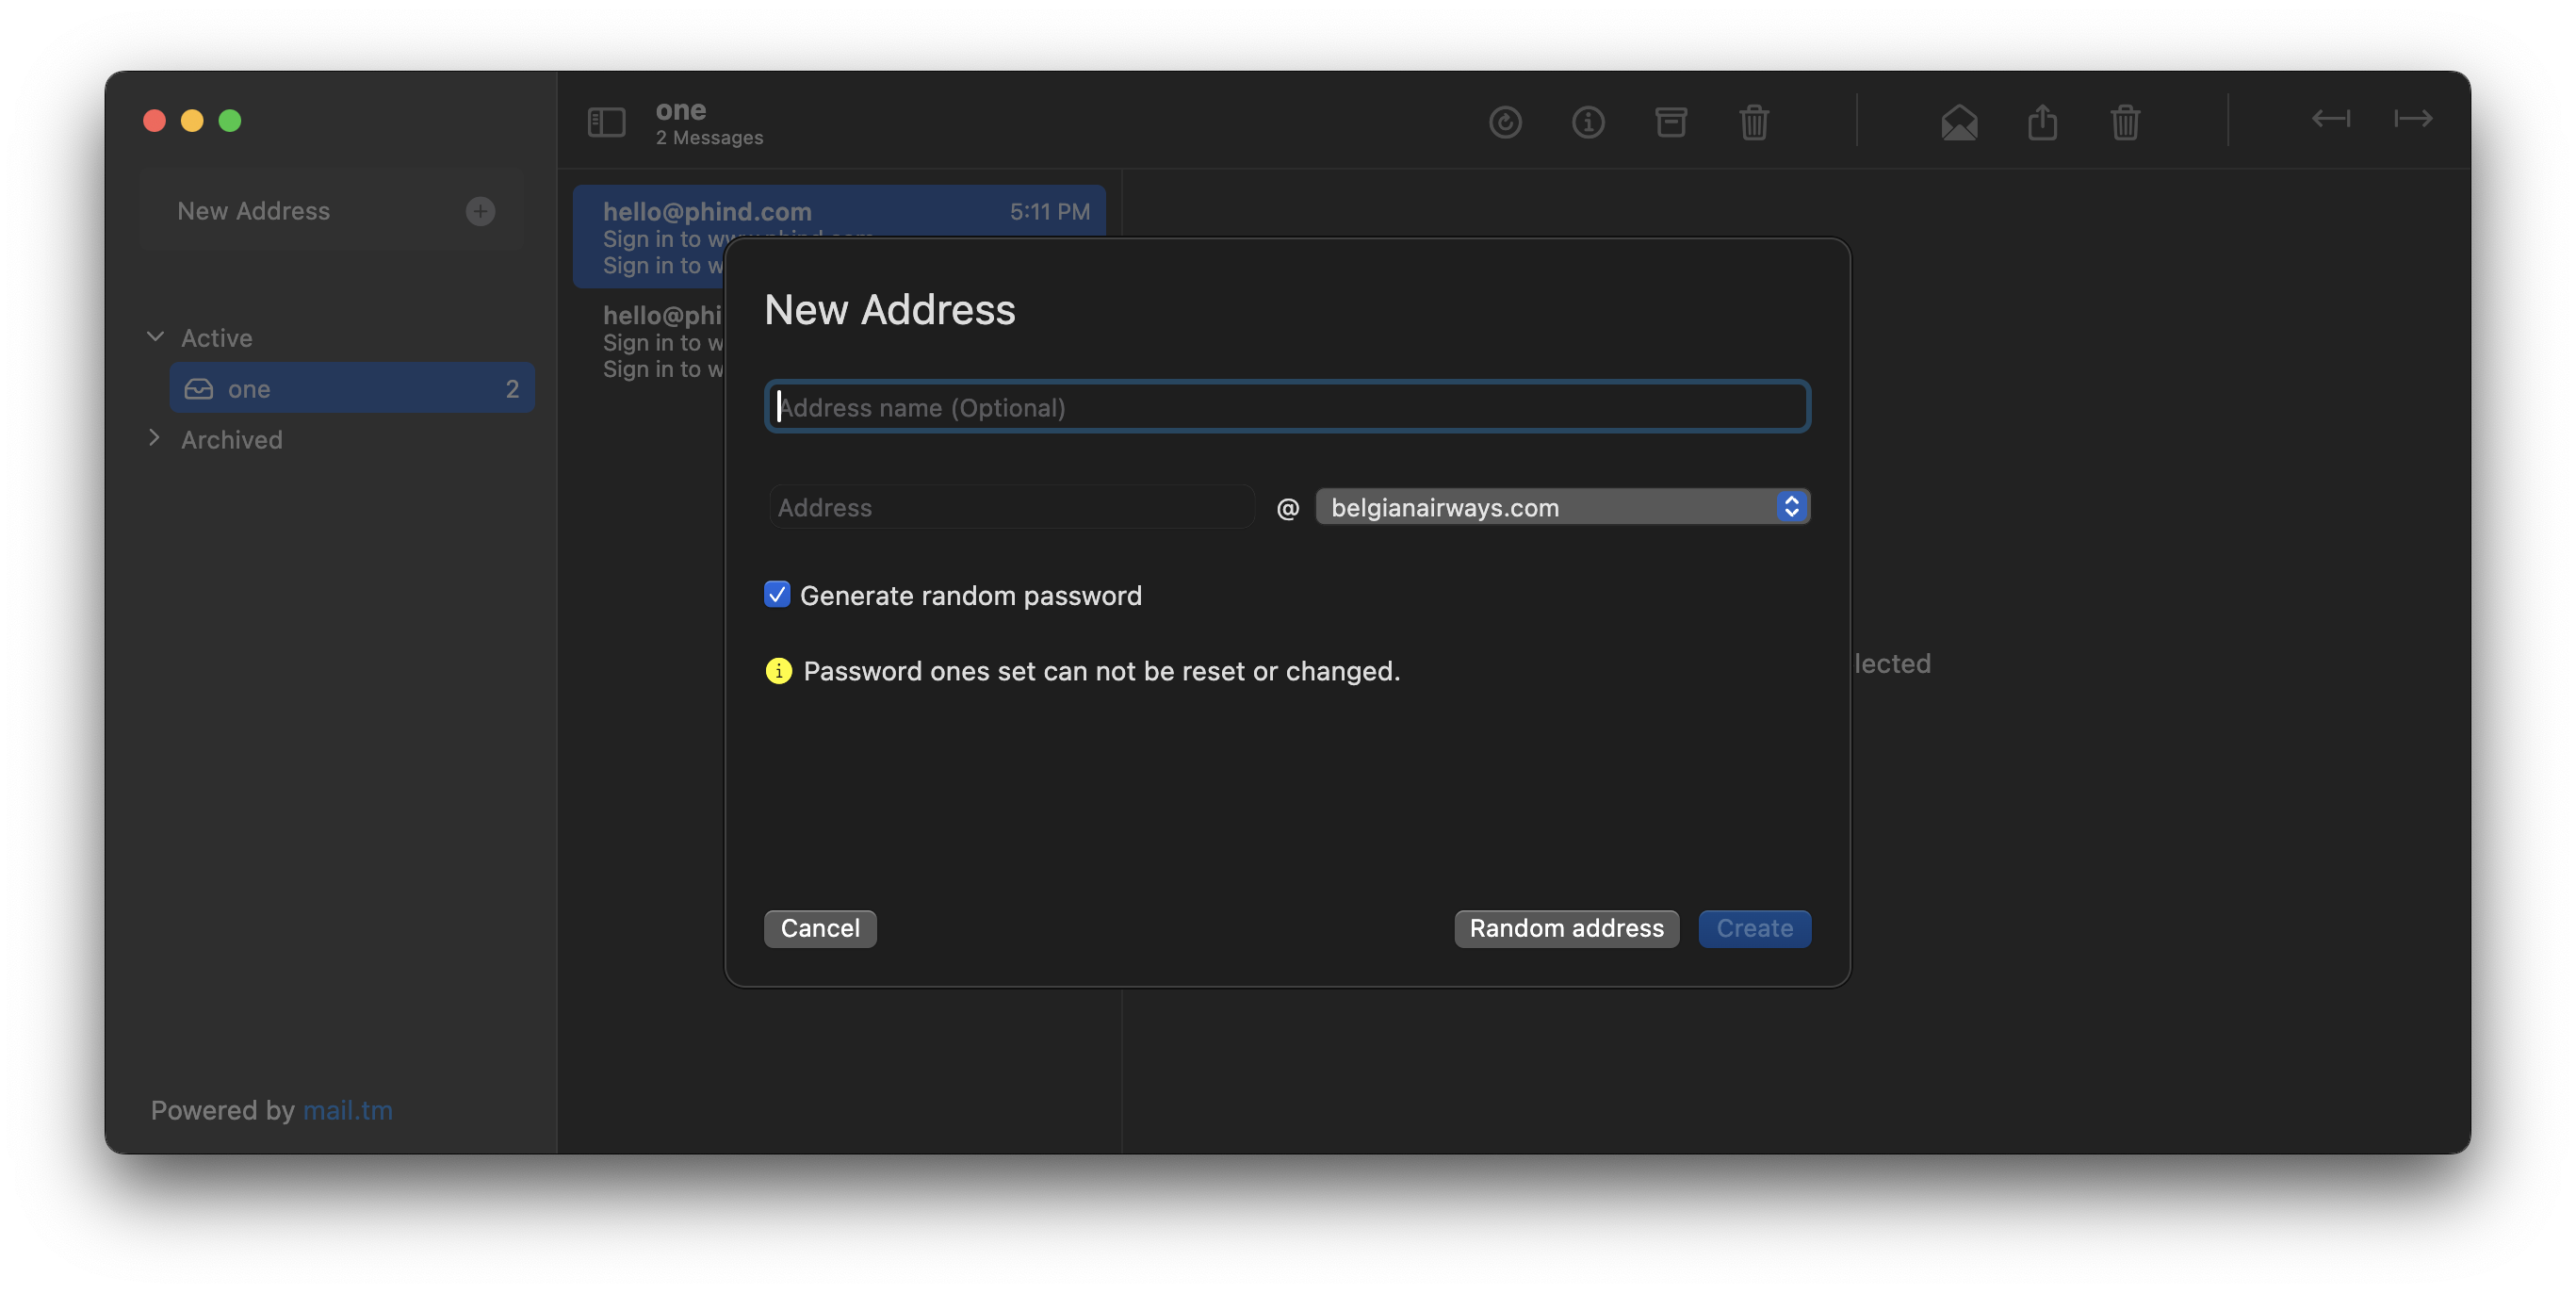 one
2 Messages
New Address
Active
one 2
Archived
Powered by mail.tm
hello@phind.com 5:11 PM
Sign in to www.phind.com
Sign in to
hello@phi
Sign in to
Sign in to
New Address
Address name (Optional)
Address @ belgianairways.com
Generate random password
Password ones set can not be reset or changed.
Cancel Random address Create
lected